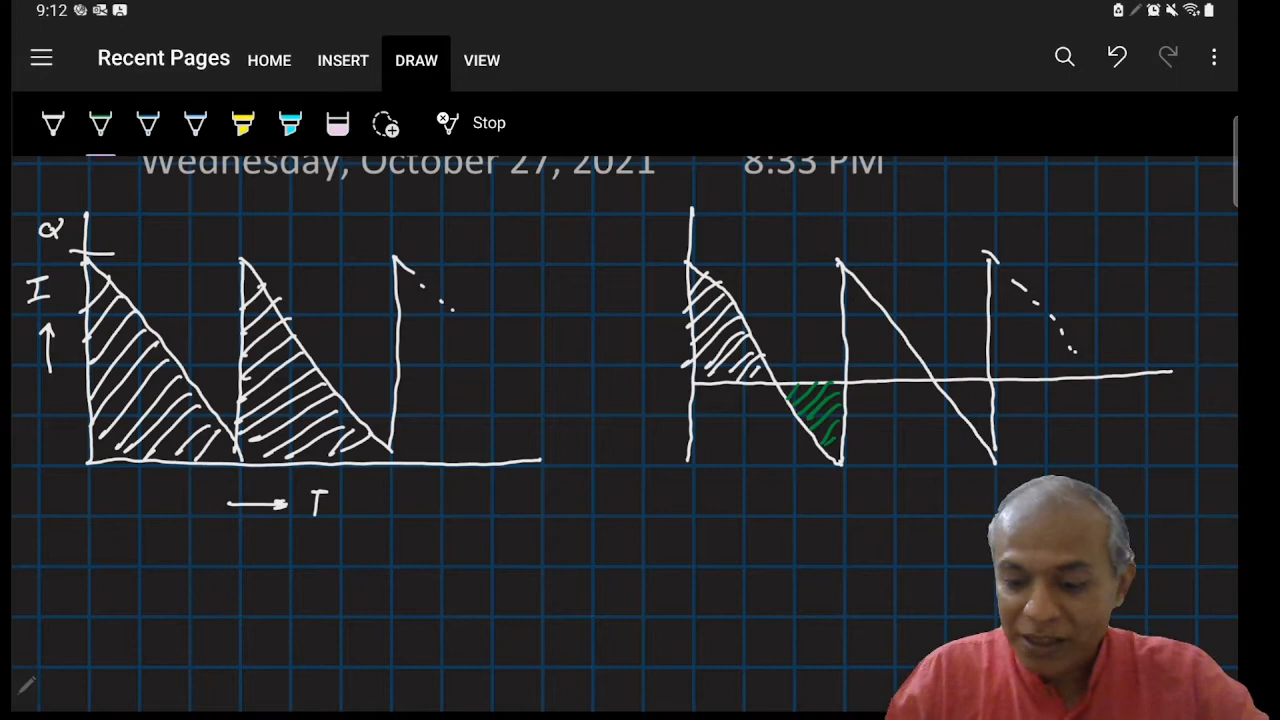 9:12
Recent Pages HOME INSERT DRAW VIEW
Stop
Wednesday, October 27, 2021 8:33 PM
Q
I
T